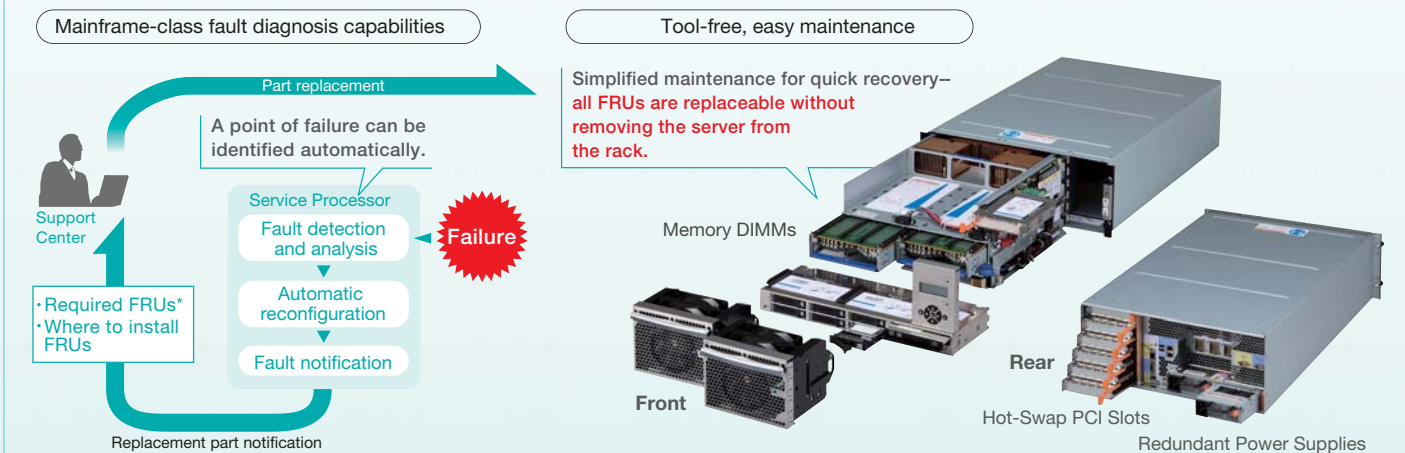 Mainframe-class fault diagnosis capabilities
Part replacement
A point of failure can be
identified automatically.
Support
Center
Service Processor
Fault detection
and analysis
Failure
Automatic
reconfiguration
Fault notification
・Required FRUs*
・Where to install
FRUs
Replacement part notification
Tool-free, easy maintenance
Simplified maintenance for quick recovery–
all FRUs are replaceable without
removing the server from
the rack.
Memory DIMMs
Front
Rear
Hot-Swap PCI Slots
Redundant Power Supplies